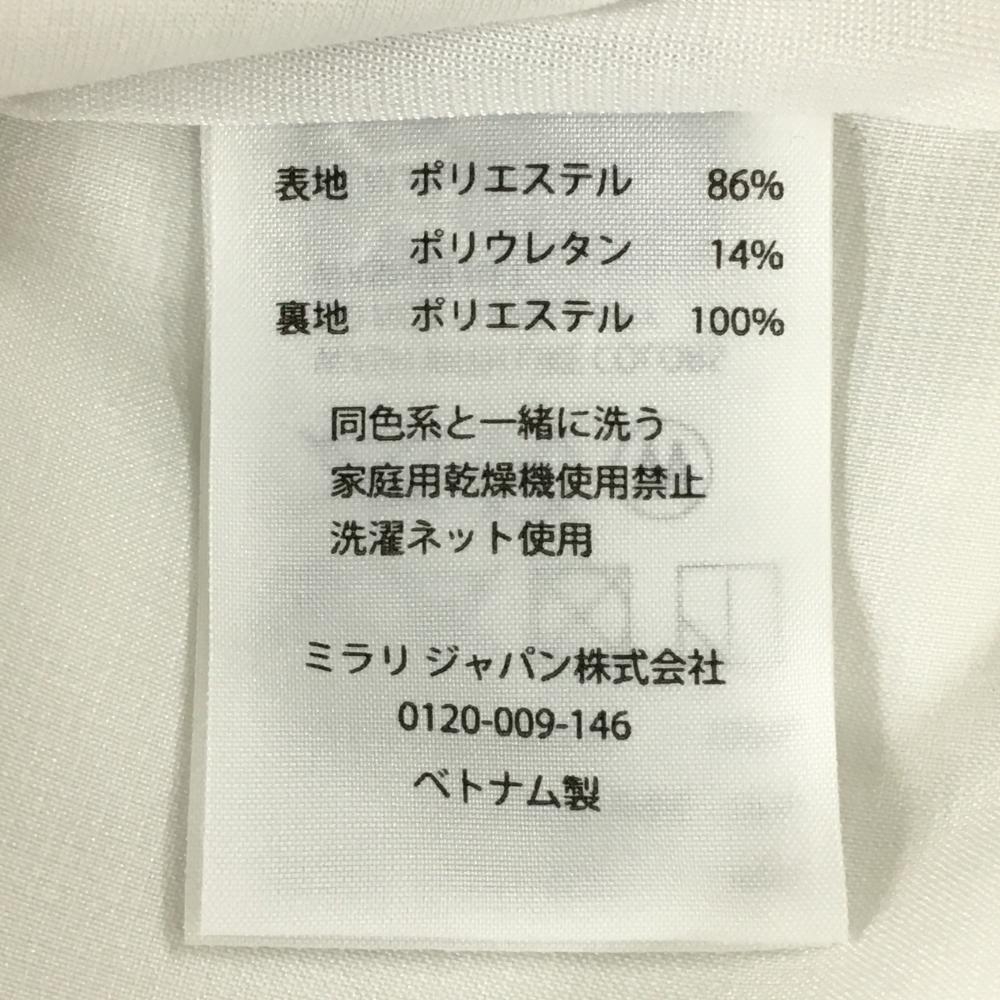 表地 ポリエステル 86%
ポリウレタン 14%
裏地 ポリエステル 100%
同色系と一緒に洗う
家庭用乾燥機使用禁止
洗濯ネット使用
ミラリ ジャパン株式会社
0120-009-146
ベトナム製